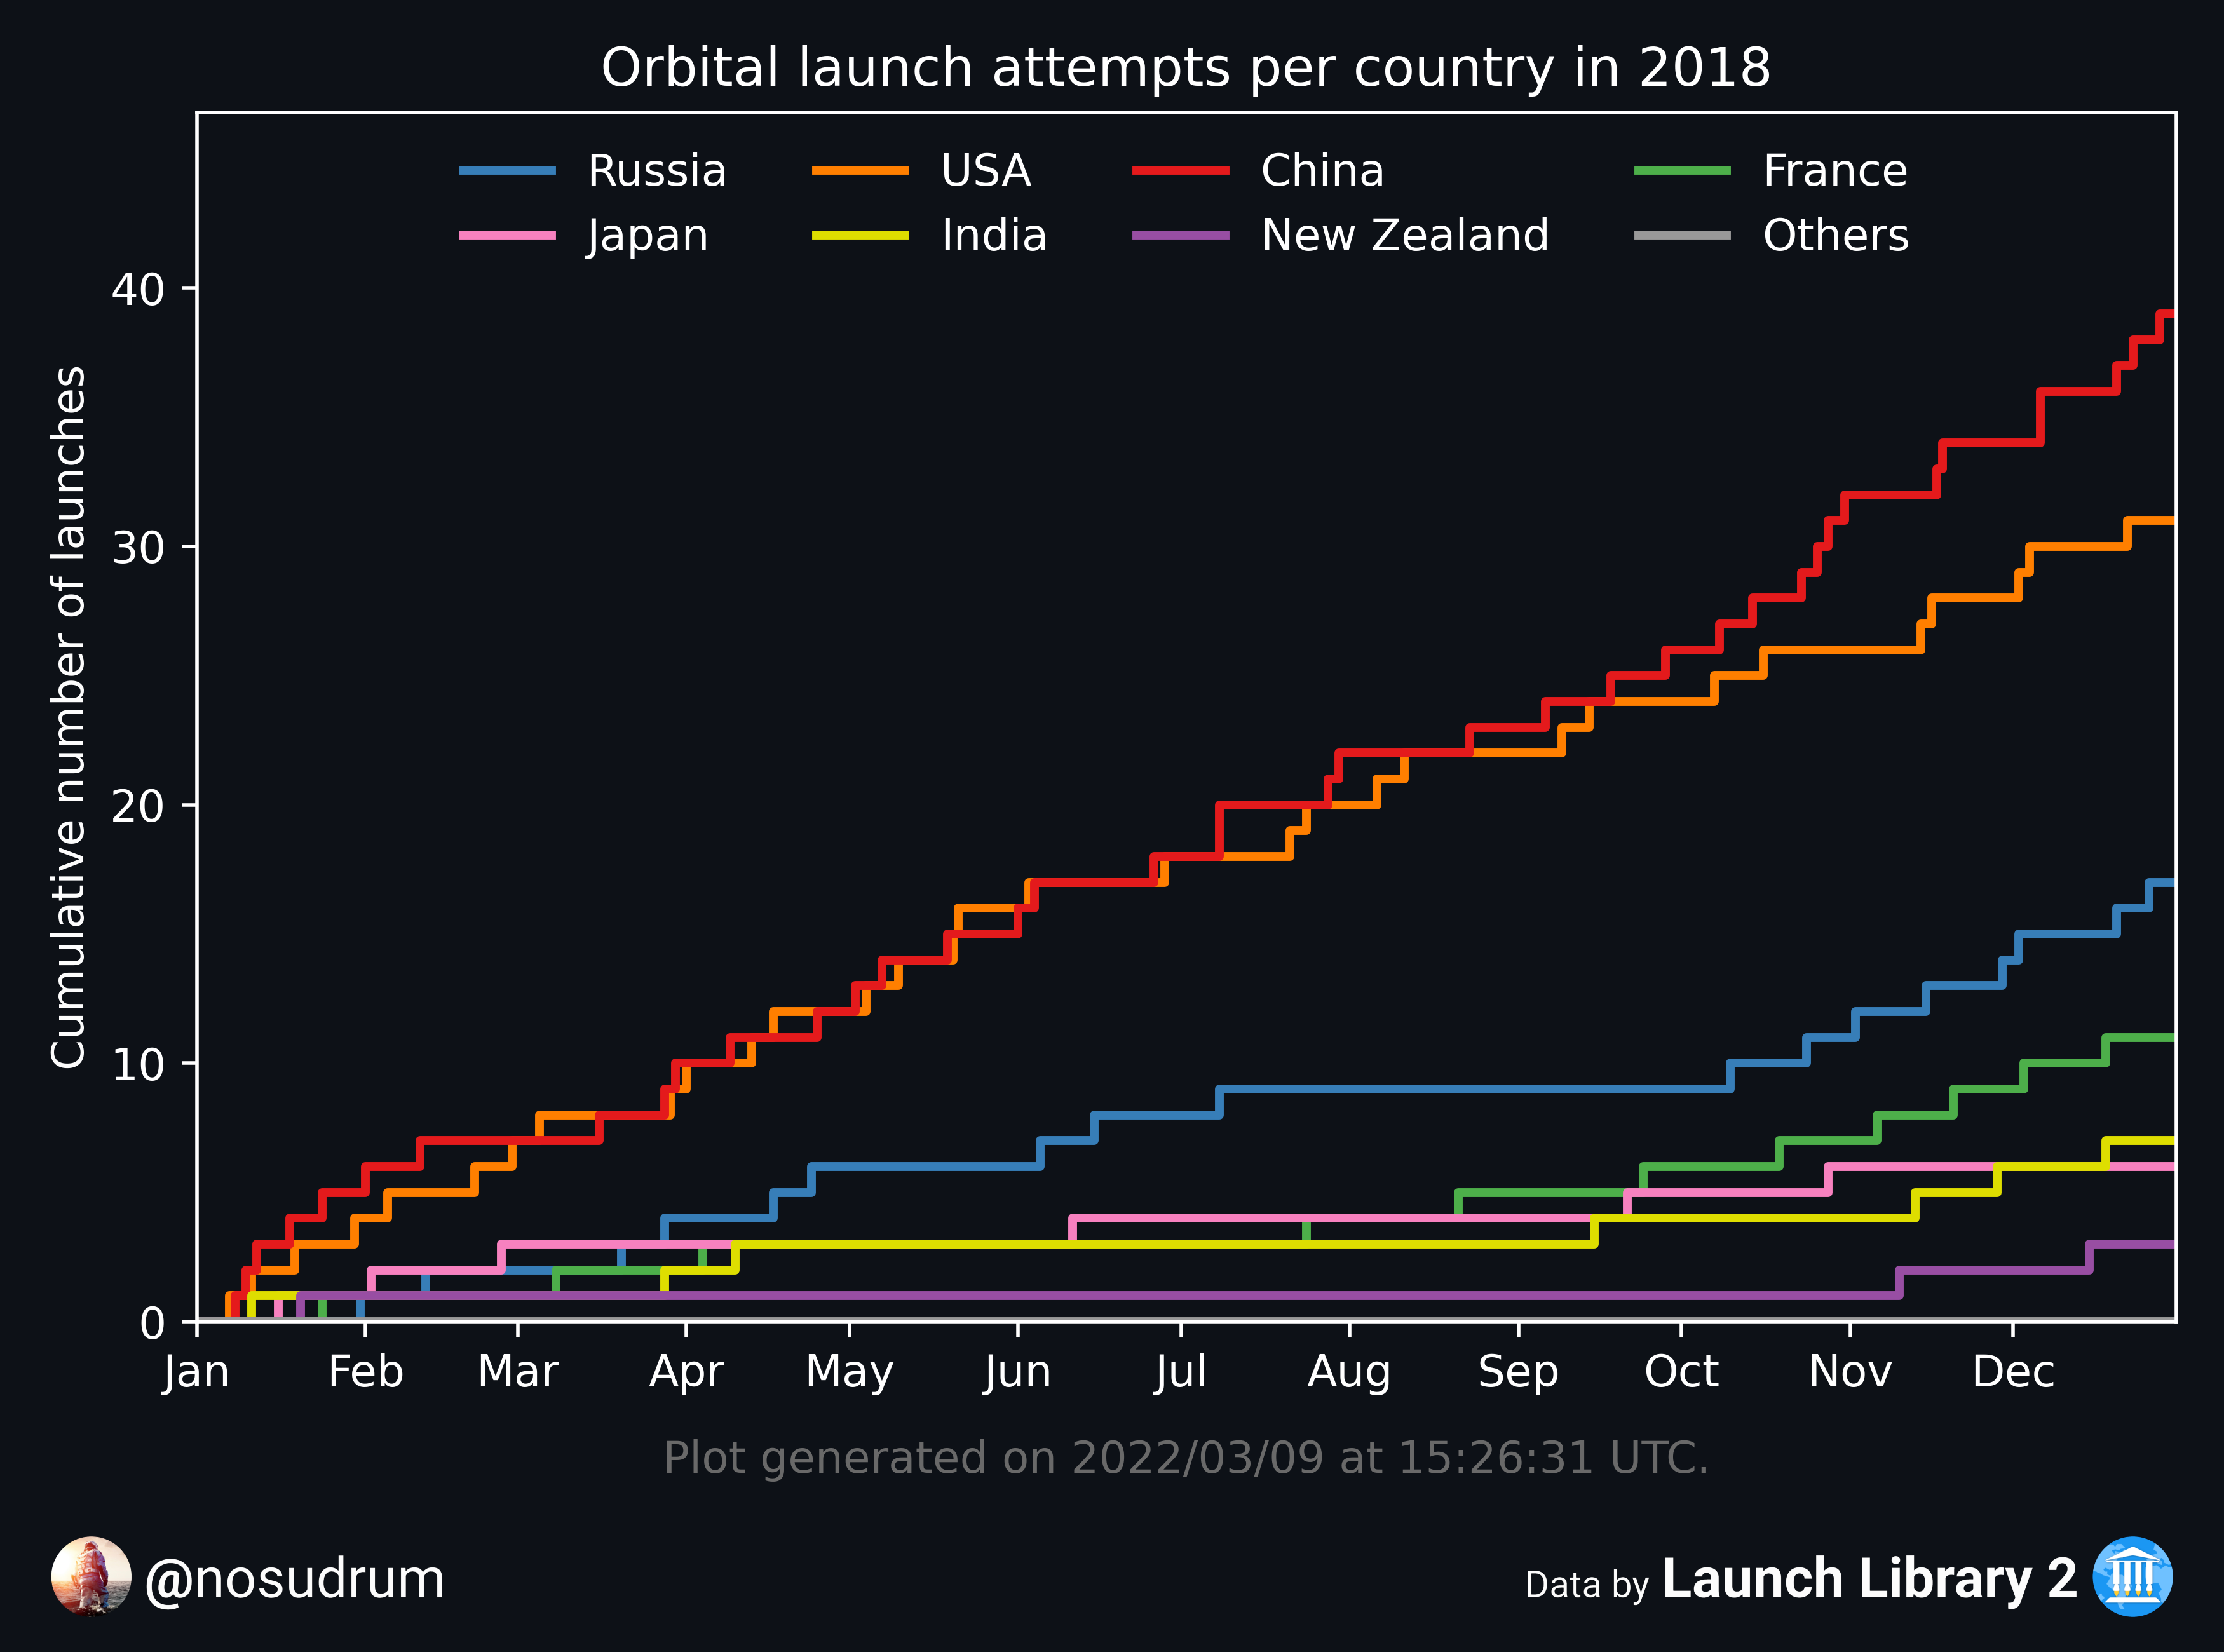 Orbital launch attempts per country in 2018
Russia USA China France
Japan India New Zealand Others
Cumulative number of launches
40
30
20
10
0
Jan Feb Mar Apr May Jun Jul Aug Sep Oct Nov Dec
Plot generated on 2022/03/09 at 15:26:31 UTC.
@nosudrum
Data by Launch Library 2